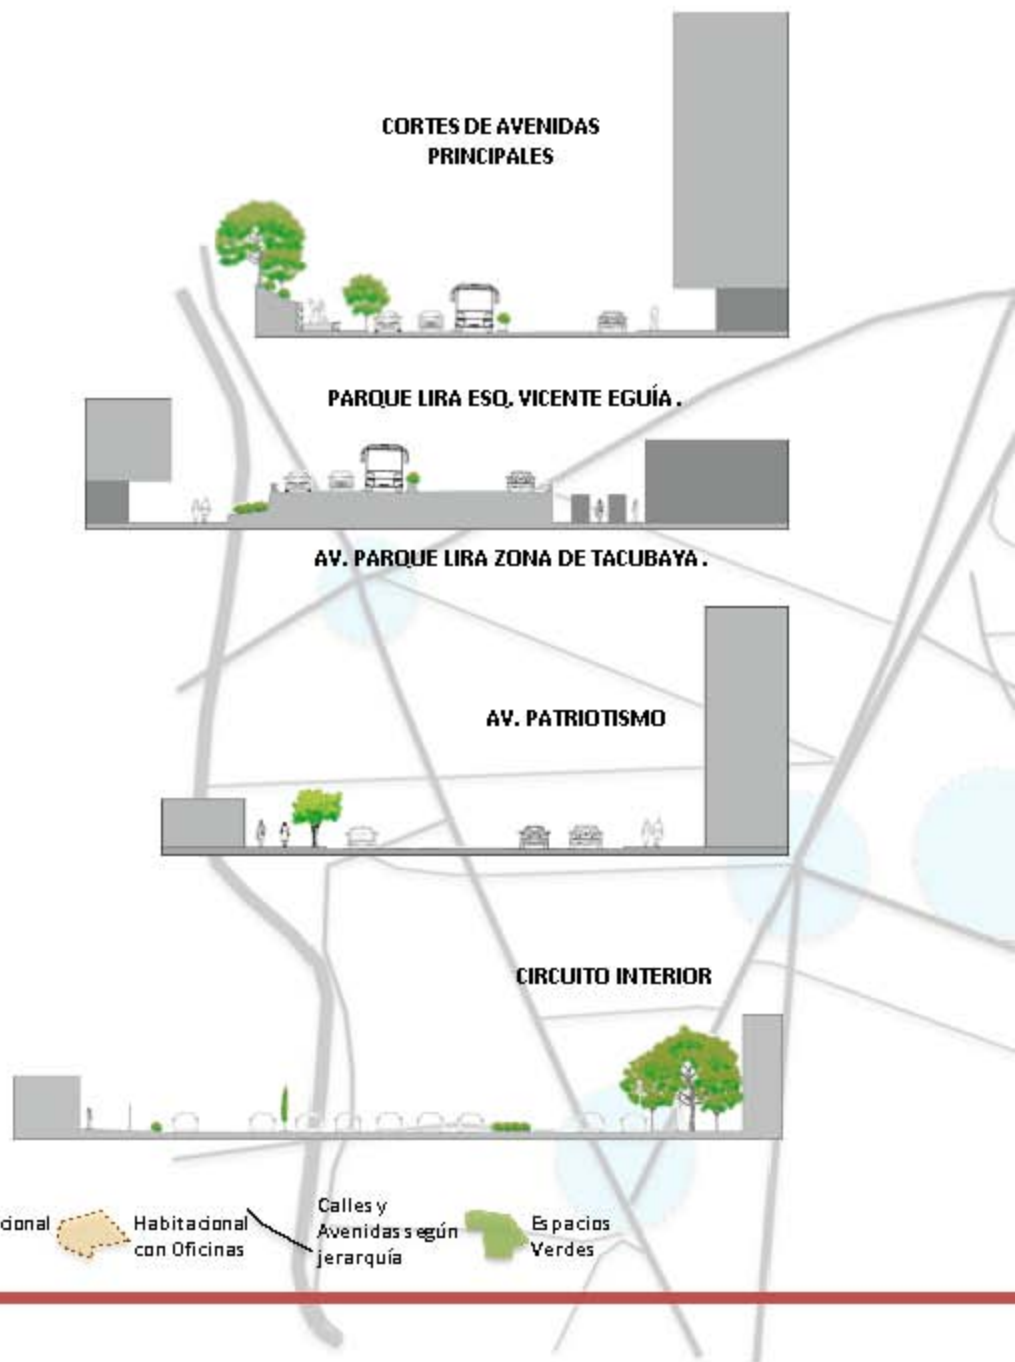 CORTES DE AVENIDAS
PRINCIPALES
PARQUE LIRA ESQ. VICENTE EGUÍA.
AV. PARQUE LIRA ZONA DE TACUBAYA.
AV. PATRIOTISMO
CIRCUITO INTERIOR
cional
Habitacional
con Oficinas
Calles y
Avenidas según
jerarquía
Espacios
Verdes